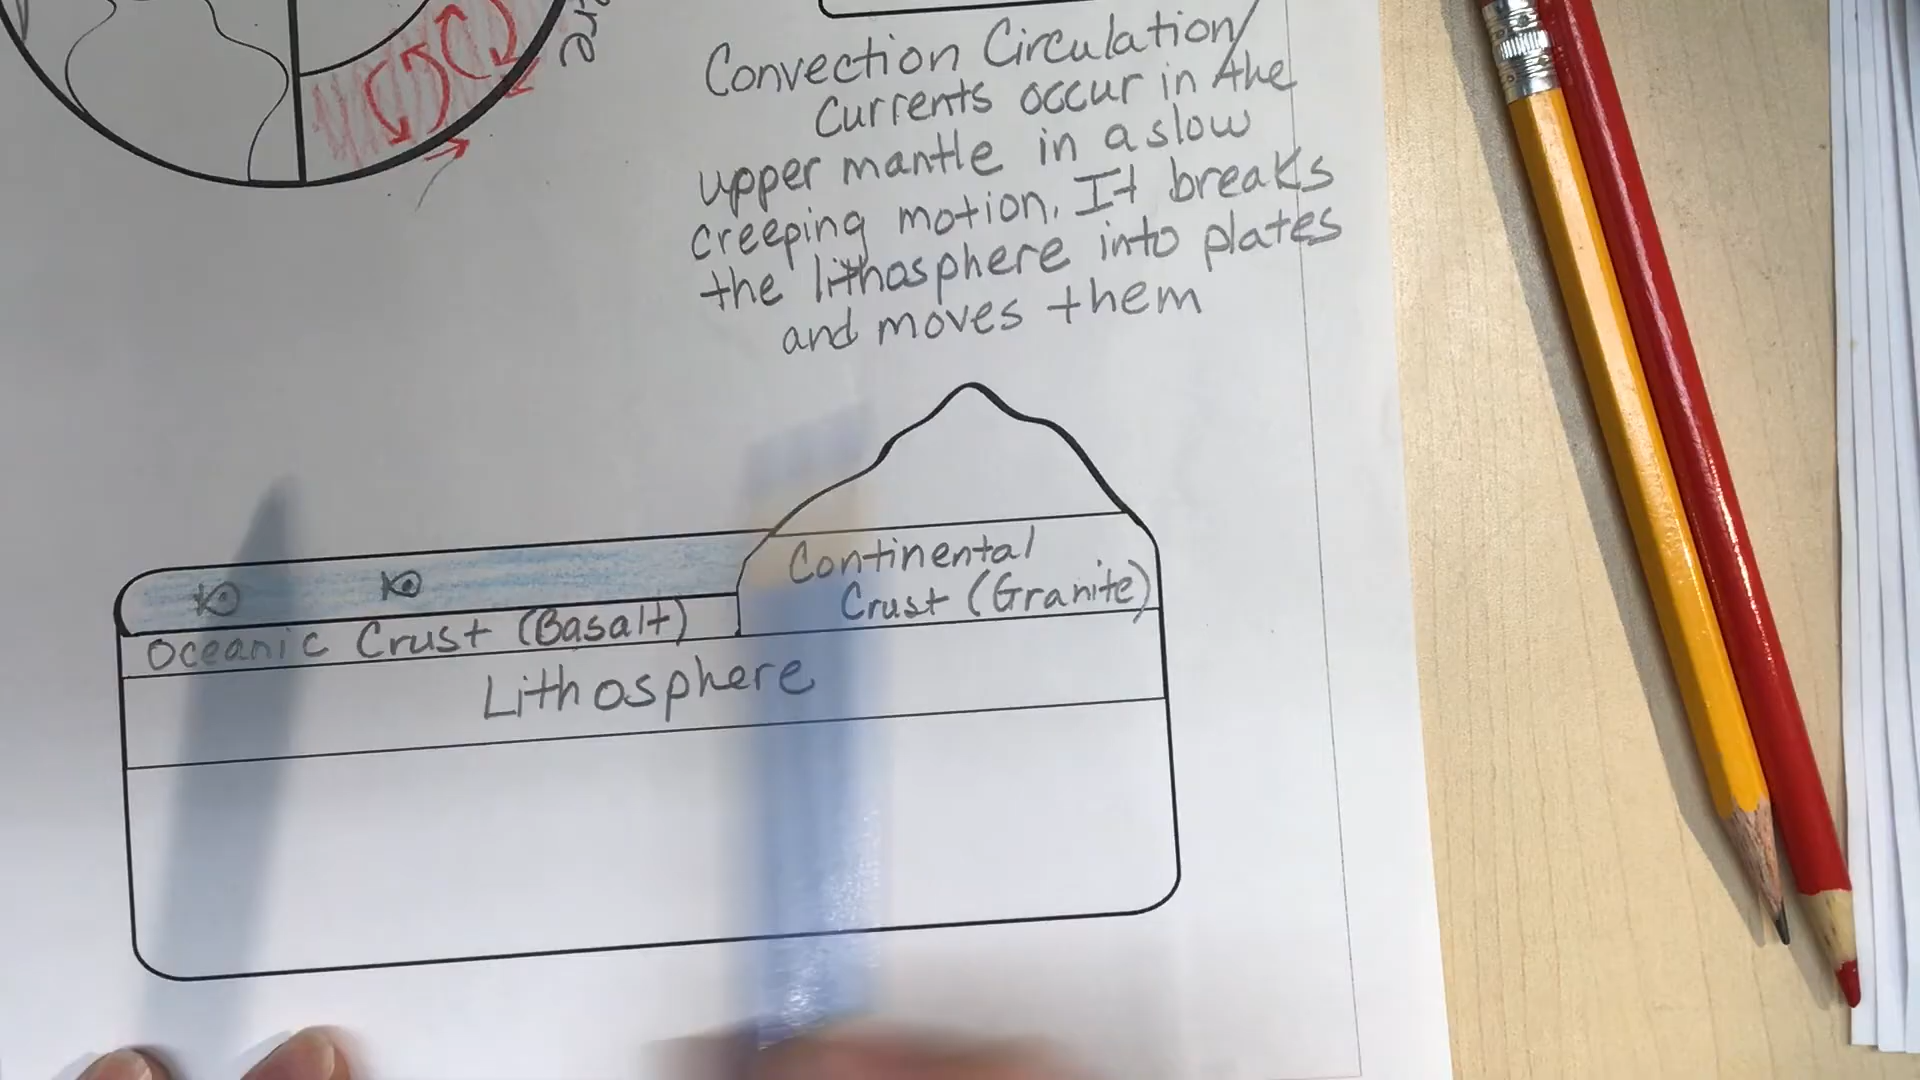 Convection Circulation/
Currents occur in the
upper mantle in a slow
creeping motion. It breaks
the lithosphere into plates
and moves them
Continental
Crust (Granite)
Oceanic Crust (Basalt)
Lithosphere